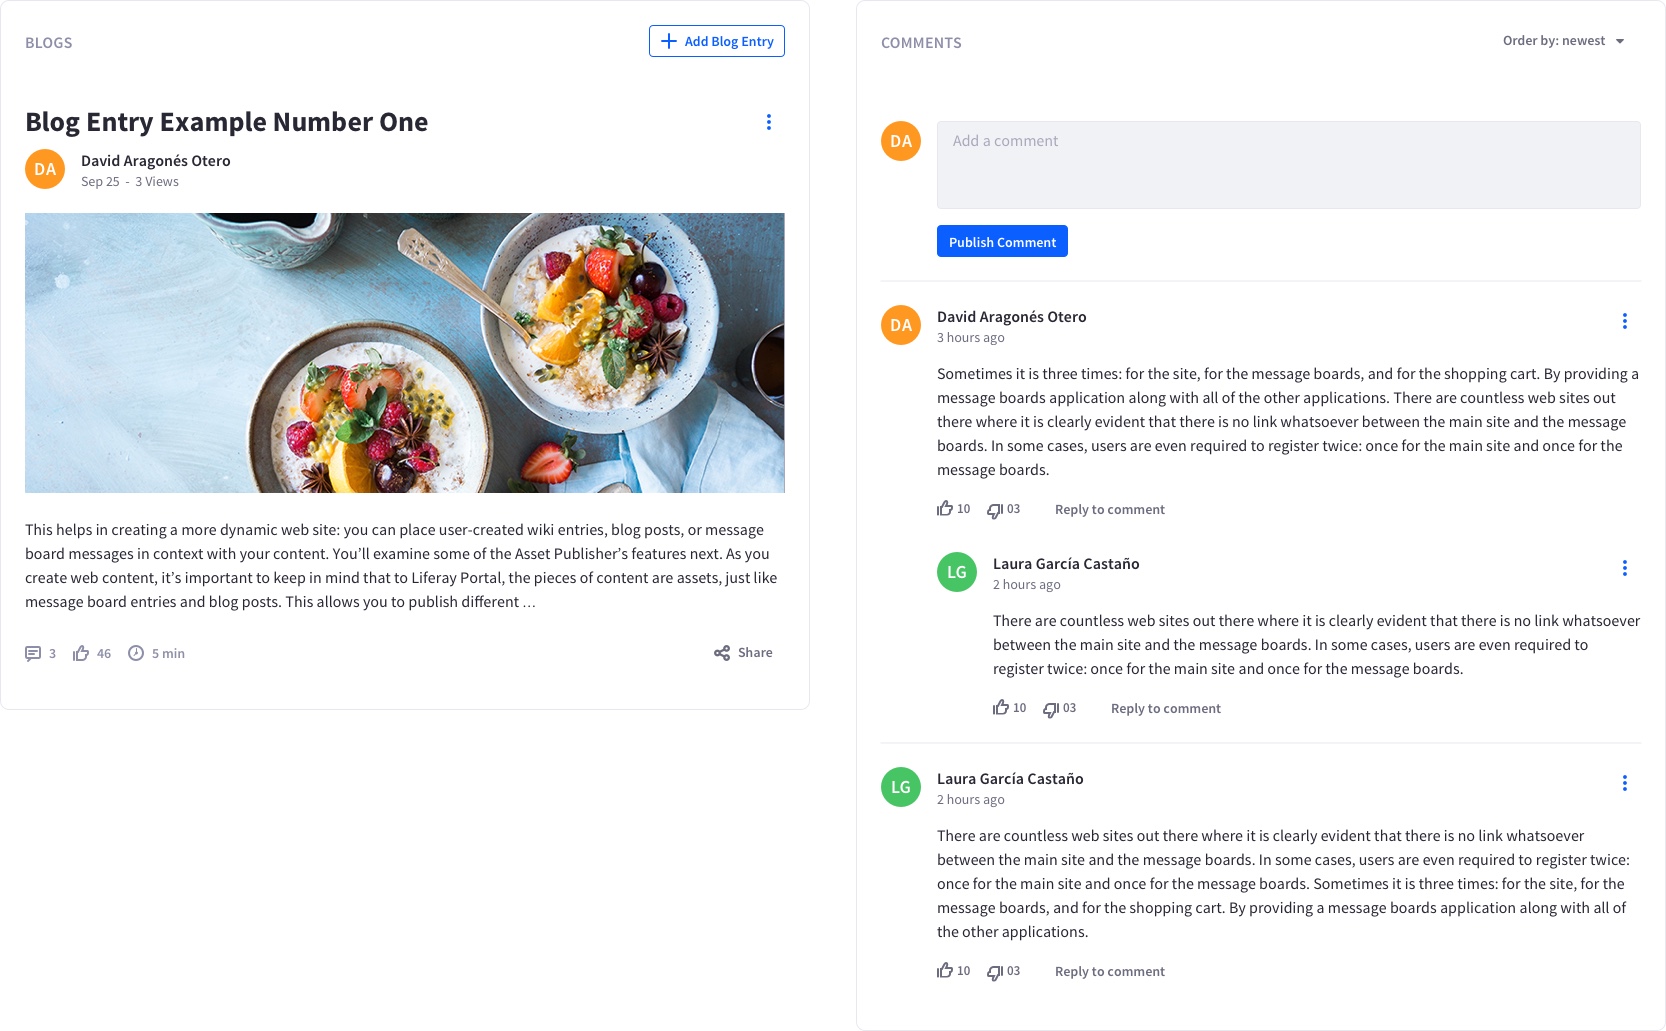 BLOGS
Add Blog Entry
Blog Entry Example Number One
DA
David Aragonés Otero
Sep 25 - 3 Views
This helps in creating a more dynamic web site: you can place user-created wiki entries, blog posts, or message
board messages in context with your content. You’ll examine some of the Asset Publisher’s features next. As you
create web content, it’s important to keep in mind that to Liferay Portal, the pieces of content are assets, just like
message board entries and blog posts. This allows you to publish different …
3 46 5 min
Share
COMMENTS
Order by: newest
DA
Add a comment
Publish Comment
DA
David Aragonés Otero
3 hours ago
Sometimes it is three times: for the site, for the message boards, and for the shopping cart. By providing a
message boards application along with all of the other applications. There are countless web sites out
there where it is clearly evident that there is no link whatsoever between the main site and the message
boards. In some cases, users are even required to register twice: once for the main site and once for the
message boards.
10 03 Reply to comment
LG
Laura García Castaño
2 hours ago
There are countless web sites out there where it is clearly evident that there is no link whatsoever
between the main site and the message boards. In some cases, users are even required to
register twice: once for the main site and once for the message boards.
10 03 Reply to comment
LG
Laura García Castaño
2 hours ago
There are countless web sites out there where it is clearly evident that there is no link whatsoever
between the main site and the message boards. In some cases, users are even required to register twice:
once for the main site and once for the message boards. Sometimes it is three times: for the site, for the
message boards, and for the shopping cart. By providing a message boards application along with all of
the other applications.
10 03 Reply to comment